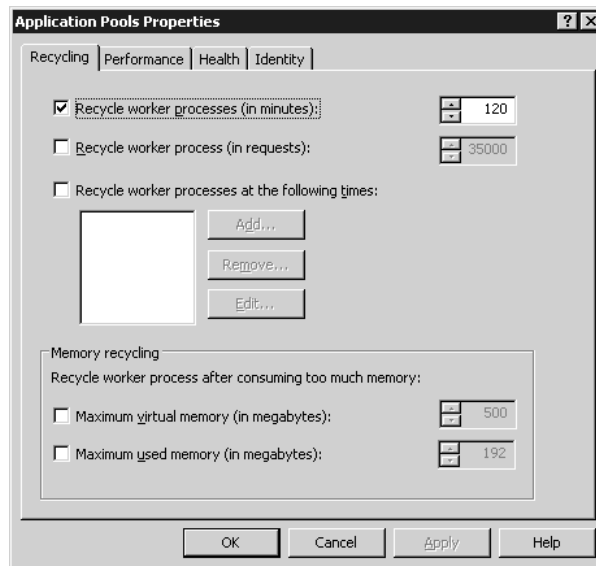 Application Pools Properties
Recycling Performance Health Identity
Recycle worker processes (in minutes): 120
Recycle worker process (in requests): 35000
Recycle worker processes at the following times:
Add...
Remove...
Edit...
Memory recycling
Recycle worker process after consuming too much memory:
Maximum virtual memory (in megabytes): 500
Maximum used memory (in megabytes): 192
OK Cancel Apply Help